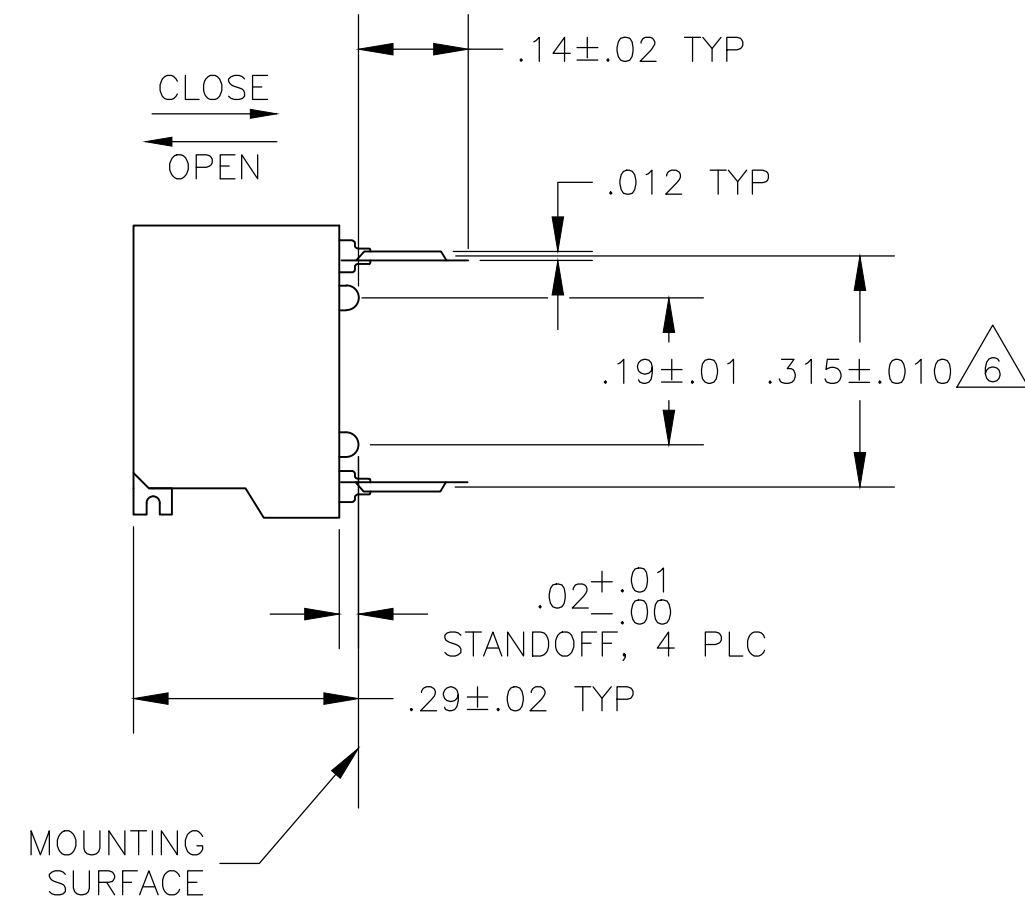 .14±.02 TYP
CLOSE
OPEN
.012 TYP
.19±.01
.315±.010
6
.02+.01
-.00
STANDOFF, 4 PLC
.29±.02 TYP
MOUNTING
SURFACE